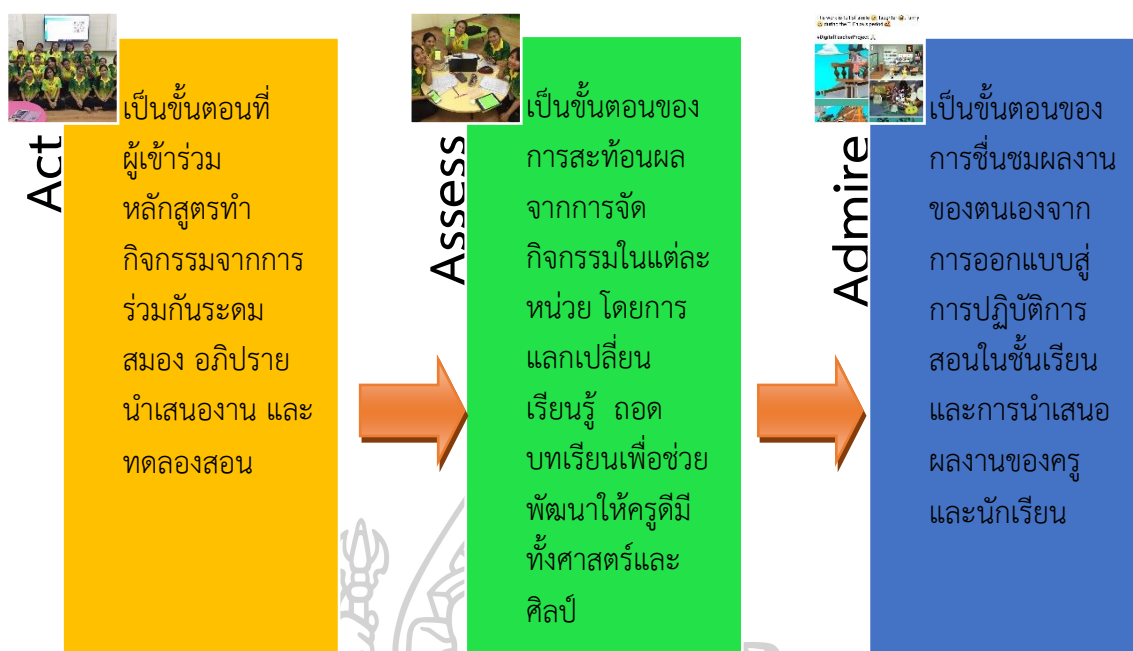 Act
เป็นขั้นตอนที่
ผู้เข้าร่วม
หลักสูตรทำ
กิจกรรมจากการ
ร่วมกันระดม
สมอง อภิปราย
นำเสนองาน และ
ทดลองสอน
Assess
เป็นขั้นตอนของ
การสะท้อนผล
จากการจัด
กิจกรรมในแต่ละ
หน่วย โดยการ
แลกเปลี่ยน
เรียนรู้ ถอด
บทเรียนเพื่อช่วย
พัฒนาให้ครูดีมี
ทั้งศาสตร์และ
ศิลป์
Admire
เป็นขั้นตอนของ
การชื่นชมผลงาน
ของตนเองจาก
การออกแบบสู่
การปฏิบัติการ
สอนในชั้นเรียน
และการนำเสนอ
ผลงานของครู
และนักเรียน